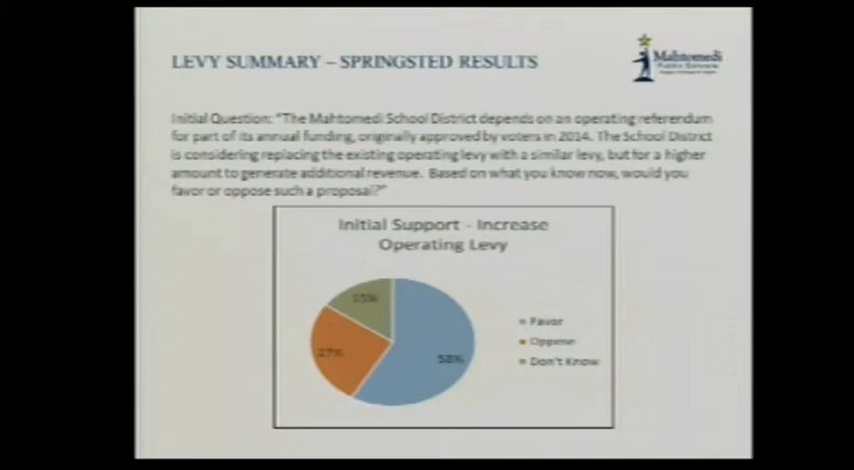 LEVY SUMMARY – SPRINGSTED RESULTS
Mahtomedi
Public Schools
Initial Question: "The Mahtomedi School District depends on an operating referendum
for part of its annual funding, originally approved by voters in 2014. The School District
is considering replacing the existing operating levy with a similar levy, but for a higher
amount to generate additional revenue. Based on what you know now, would you
favor or oppose such a proposal?"
Initial Support - Increase
Operating Levy
15%
27%
58%
Favor
Oppose
Don't Know